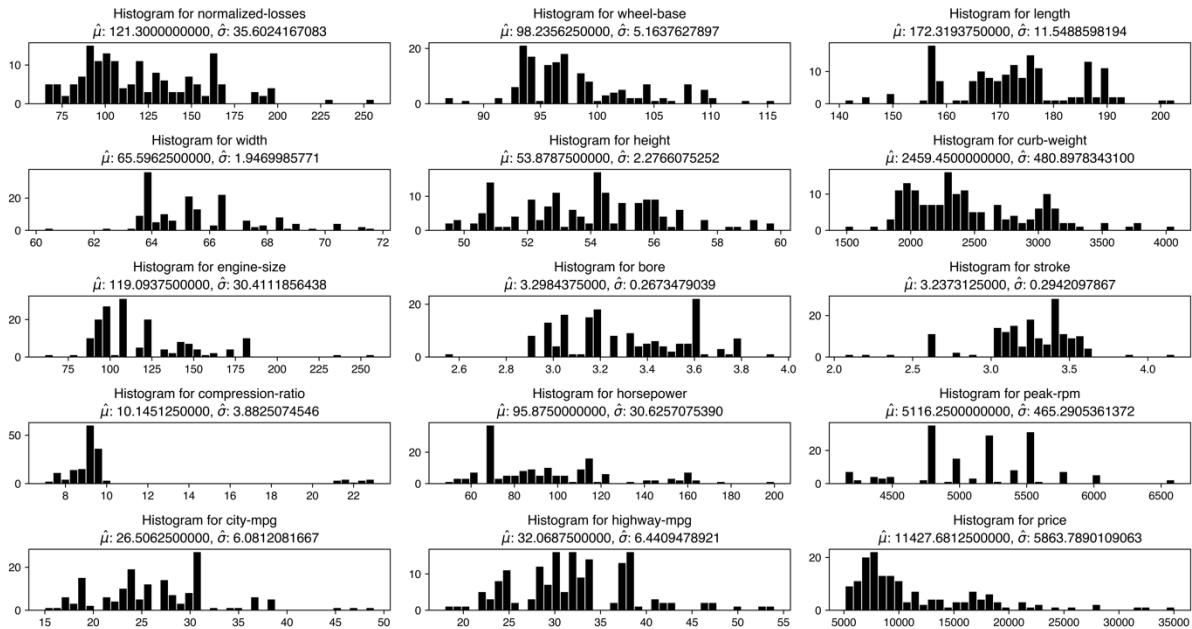 Histogram for normalized-losses
μ̂: 121.3000000000, σ̂: 35.6024167083
10
0
75 100 125 150 175 200 225 250
Histogram for wheel-base
μ̂: 98.2356250000, σ̂: 5.1637627897
20
0
90 95 100 105 110 115
Histogram for length
μ̂: 172.3193750000, σ̂: 11.5488598194
10
0
140 150 160 170 180 190 200
Histogram for width
μ̂: 65.5962500000, σ̂: 1.9469985771
20
0
60 62 64 66 68 70 72
Histogram for height
μ̂: 53.8787500000, σ̂: 2.2766075252
10
0
50 52 54 56 58 60
Histogram for curb-weight
μ̂: 2459.4500000000, σ̂: 480.8978343100
10
0
1500 2000 2500 3000 3500 4000
Histogram for engine-size
μ̂: 119.0937500000, σ̂: 30.4111856438
20
0
75 100 125 150 175 200 225 250
Histogram for bore
μ̂: 3.2984375000, σ̂: 0.2673479039
20
0
2.6 2.8 3.0 3.2 3.4 3.6 3.8 4.0
Histogram for stroke
μ̂: 3.2373125000, σ̂: 0.2942097867
20
0
2.0 2.5 3.0 3.5 4.0
Histogram for compression-ratio
μ̂: 10.1451250000, σ̂: 3.8825074546
50
0
8 10 12 14 16 18 20 22
Histogram for horsepower
μ̂: 95.8750000000, σ̂: 30.6257075390
20
0
60 80 100 120 140 160 180 200
Histogram for peak-rpm
μ̂: 5116.2500000000, σ̂: 465.2905361372
20
0
4500 5000 5500 6000 6500
Histogram for city-mpg
μ̂: 26.5062500000, σ̂: 6.0812081667
20
0
15 20 25 30 35 40 45 50
Histogram for highway-mpg
μ̂: 32.0687500000, σ̂: 6.4409478921
10
0
20 25 30 35 40 45 50 55
Histogram for price
μ̂: 11427.6812500000, σ̂: 5863.7890109063
20
0
5000 10000 15000 20000 25000 30000 35000